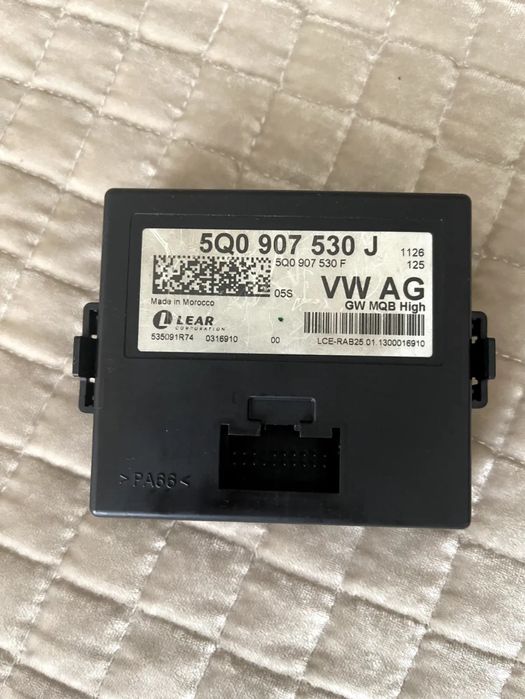 5Q0 907 530 J
1126
5Q0 907 530 F
125
05S
VW AG
Made in Morocco
GW MQB High
LEAR
CORPORATION
535091R74 0316910 00 LCE-RAB25.01.1300016910
>PA66<